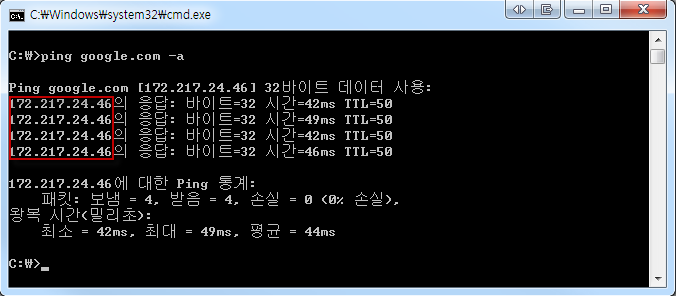 C:₩Windows₩system32₩cmd.exe
C:₩>ping google.com -a
Ping google.com [172.217.24.46] 32바이트 데이터 사용:
172.217.24.46의 응답: 바이트=32 시간=42ms TTL=50
172.217.24.46의 응답: 바이트=32 시간=49ms TTL=50
172.217.24.46의 응답: 바이트=32 시간=42ms TTL=50
172.217.24.46의 응답: 바이트=32 시간=46ms TTL=50
172.217.24.46에 대한 Ping 통계:
패킷: 보냄 = 4, 받음 = 4, 손실 = 0 (0% 손실),
왕복 시간(밀리초):
최소 = 42ms, 최대 = 49ms, 평균 = 44ms
C:₩>_